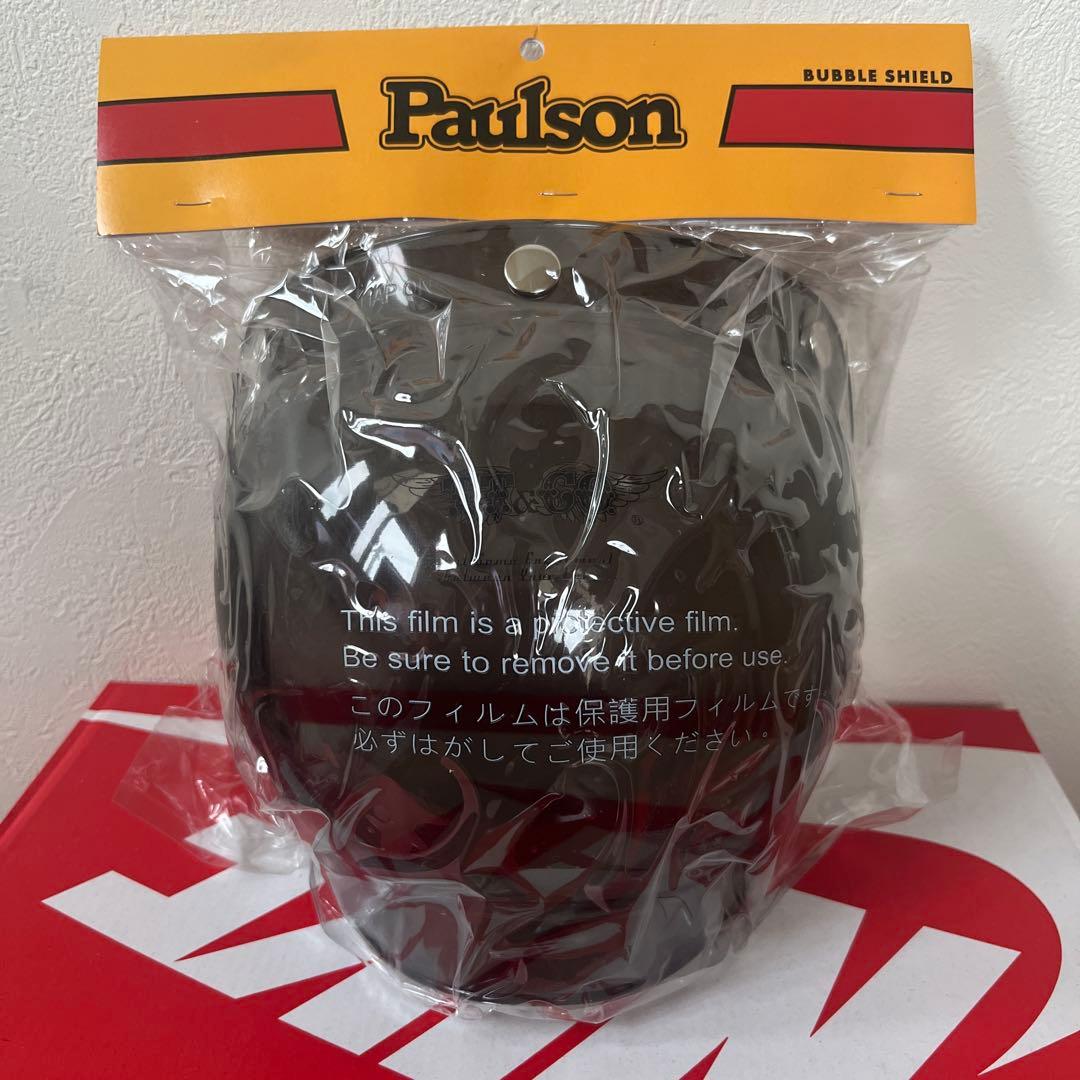 BUBBLE SHIELD
Paulson
This film is a protective film.
Be sure to remove it before use.
このフィルムは保護用フィルムです
必ずはがしてご使用ください。